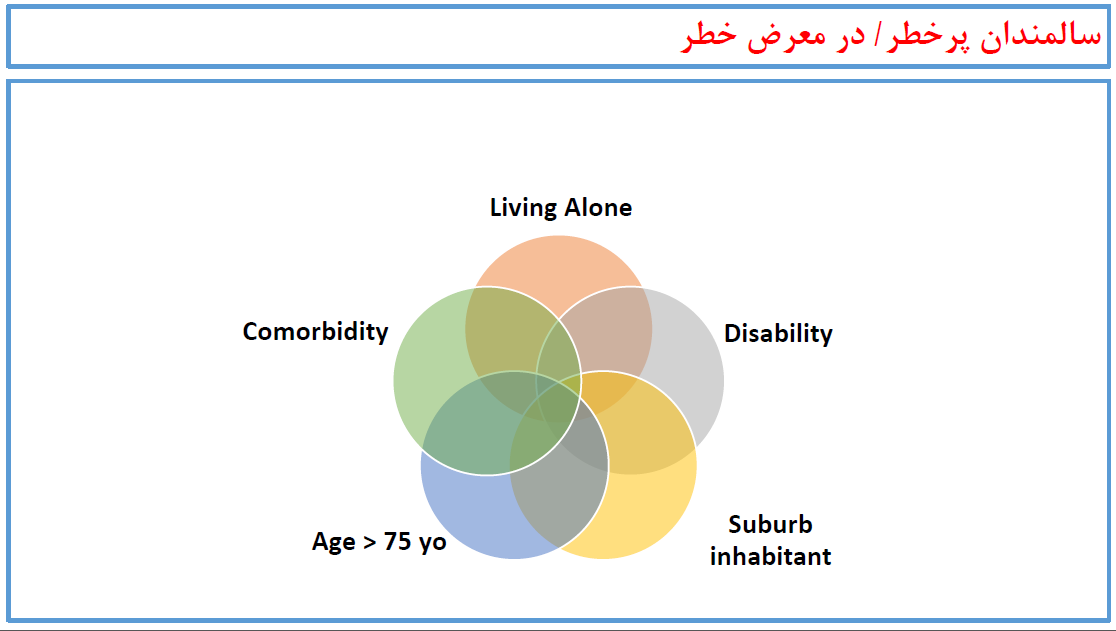 سالمندان پرخطر/ در معرض خطر
Living Alone
Comorbidity
Disability
Age > 75 yo
Suburb
inhabitant